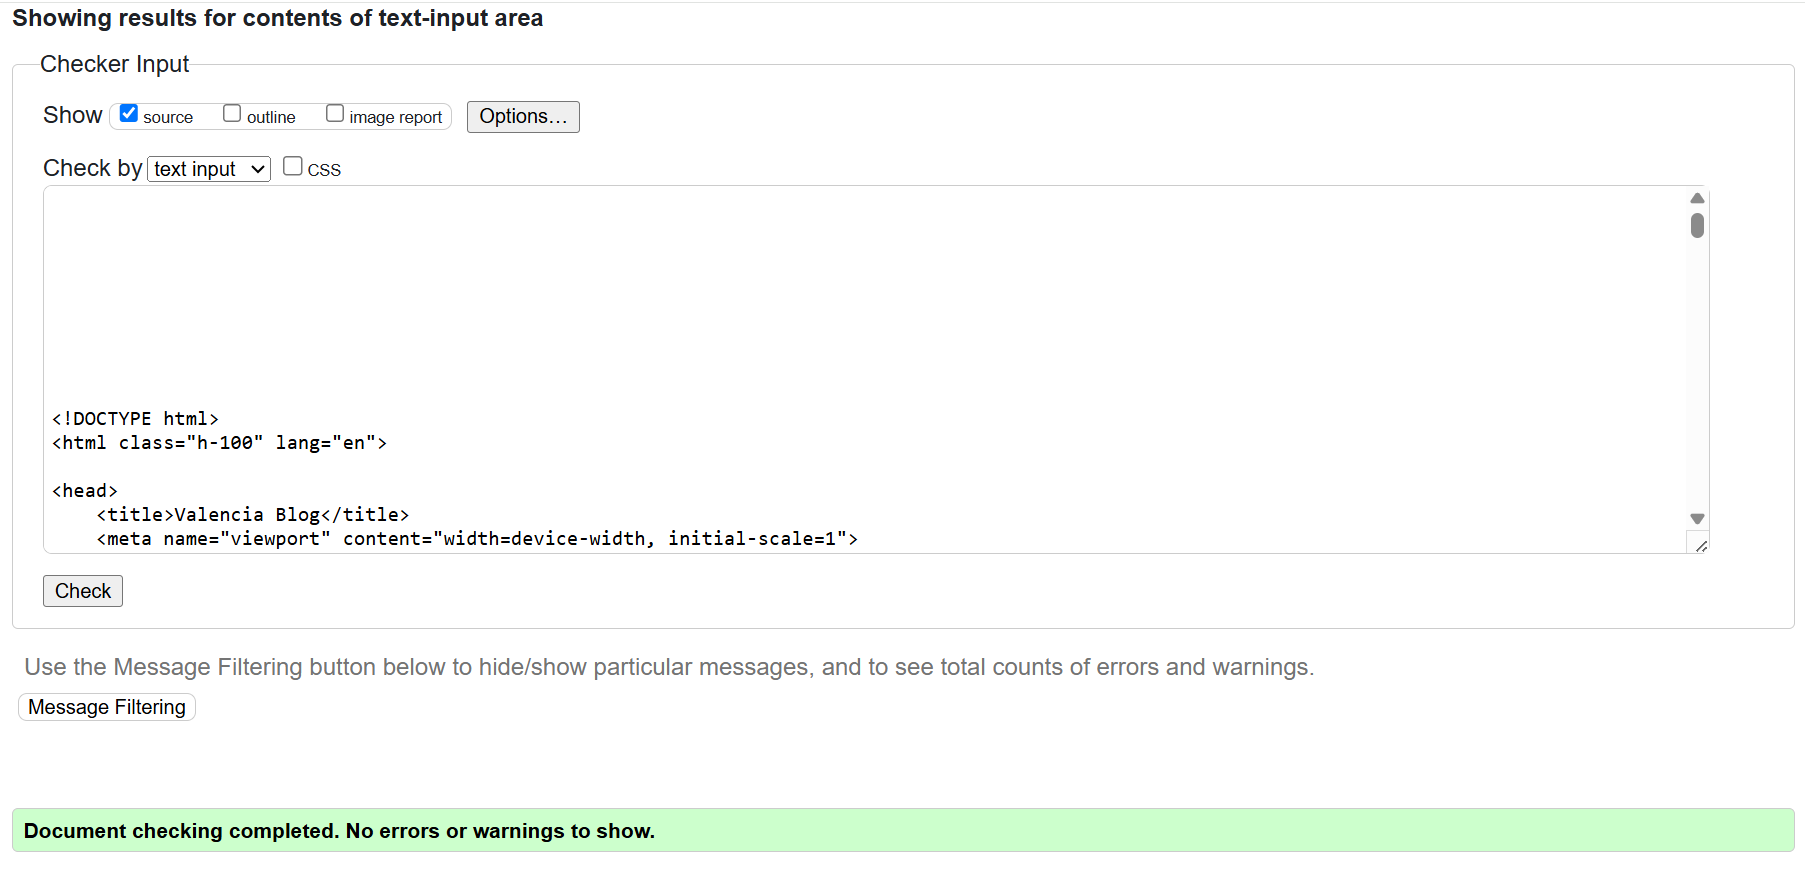 Showing results for contents of text-input area
Checker Input
Show source outline image report Options...
Check by text input CSS
<!DOCTYPE html>
<html class="h-100" lang="en">
<head>
    <title>Valencia Blog</title>
    <meta name="viewport" content="width=device-width, initial-scale=1">
Check
Use the Message Filtering button below to hide/show particular messages, and to see total counts of errors and warnings.
Message Filtering
Document checking completed. No errors or warnings to show.